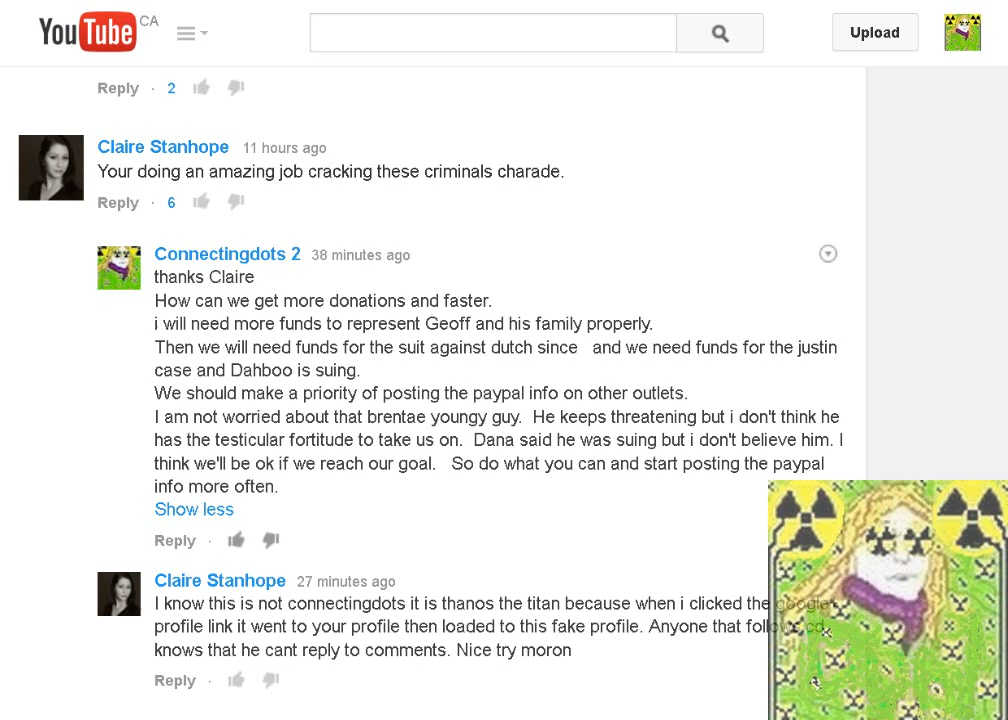 YouTube CA
Upload
Reply · 2
Claire Stanhope 11 hours ago
Your doing an amazing job cracking these criminals charade.
Reply · 6
Connectingdots 2 38 minutes ago
thanks Claire
How can we get more donations and faster.
i will need more funds to represent Geoff and his family properly.
Then we will need funds for the suit against dutch since and we need funds for the justin
case and Dahboo is suing.
We should make a priority of posting the paypal info on other outlets.
I am not worried about that brentae youngy guy. He keeps threatening but i don't think he
has the testicular fortitude to take us on. Dana said he was suing but i don't believe him. I
think we'll be ok if we reach our goal. So do what you can and start posting the paypal
info more often.
Show less
Reply ·
Claire Stanhope 27 minutes ago
I know this is not connectingdots it is thanos the titan because when i clicked the google+
profile link it went to your profile then loaded to this fake profile. Anyone that follows cd
knows that he cant reply to comments. Nice try moron
Reply ·